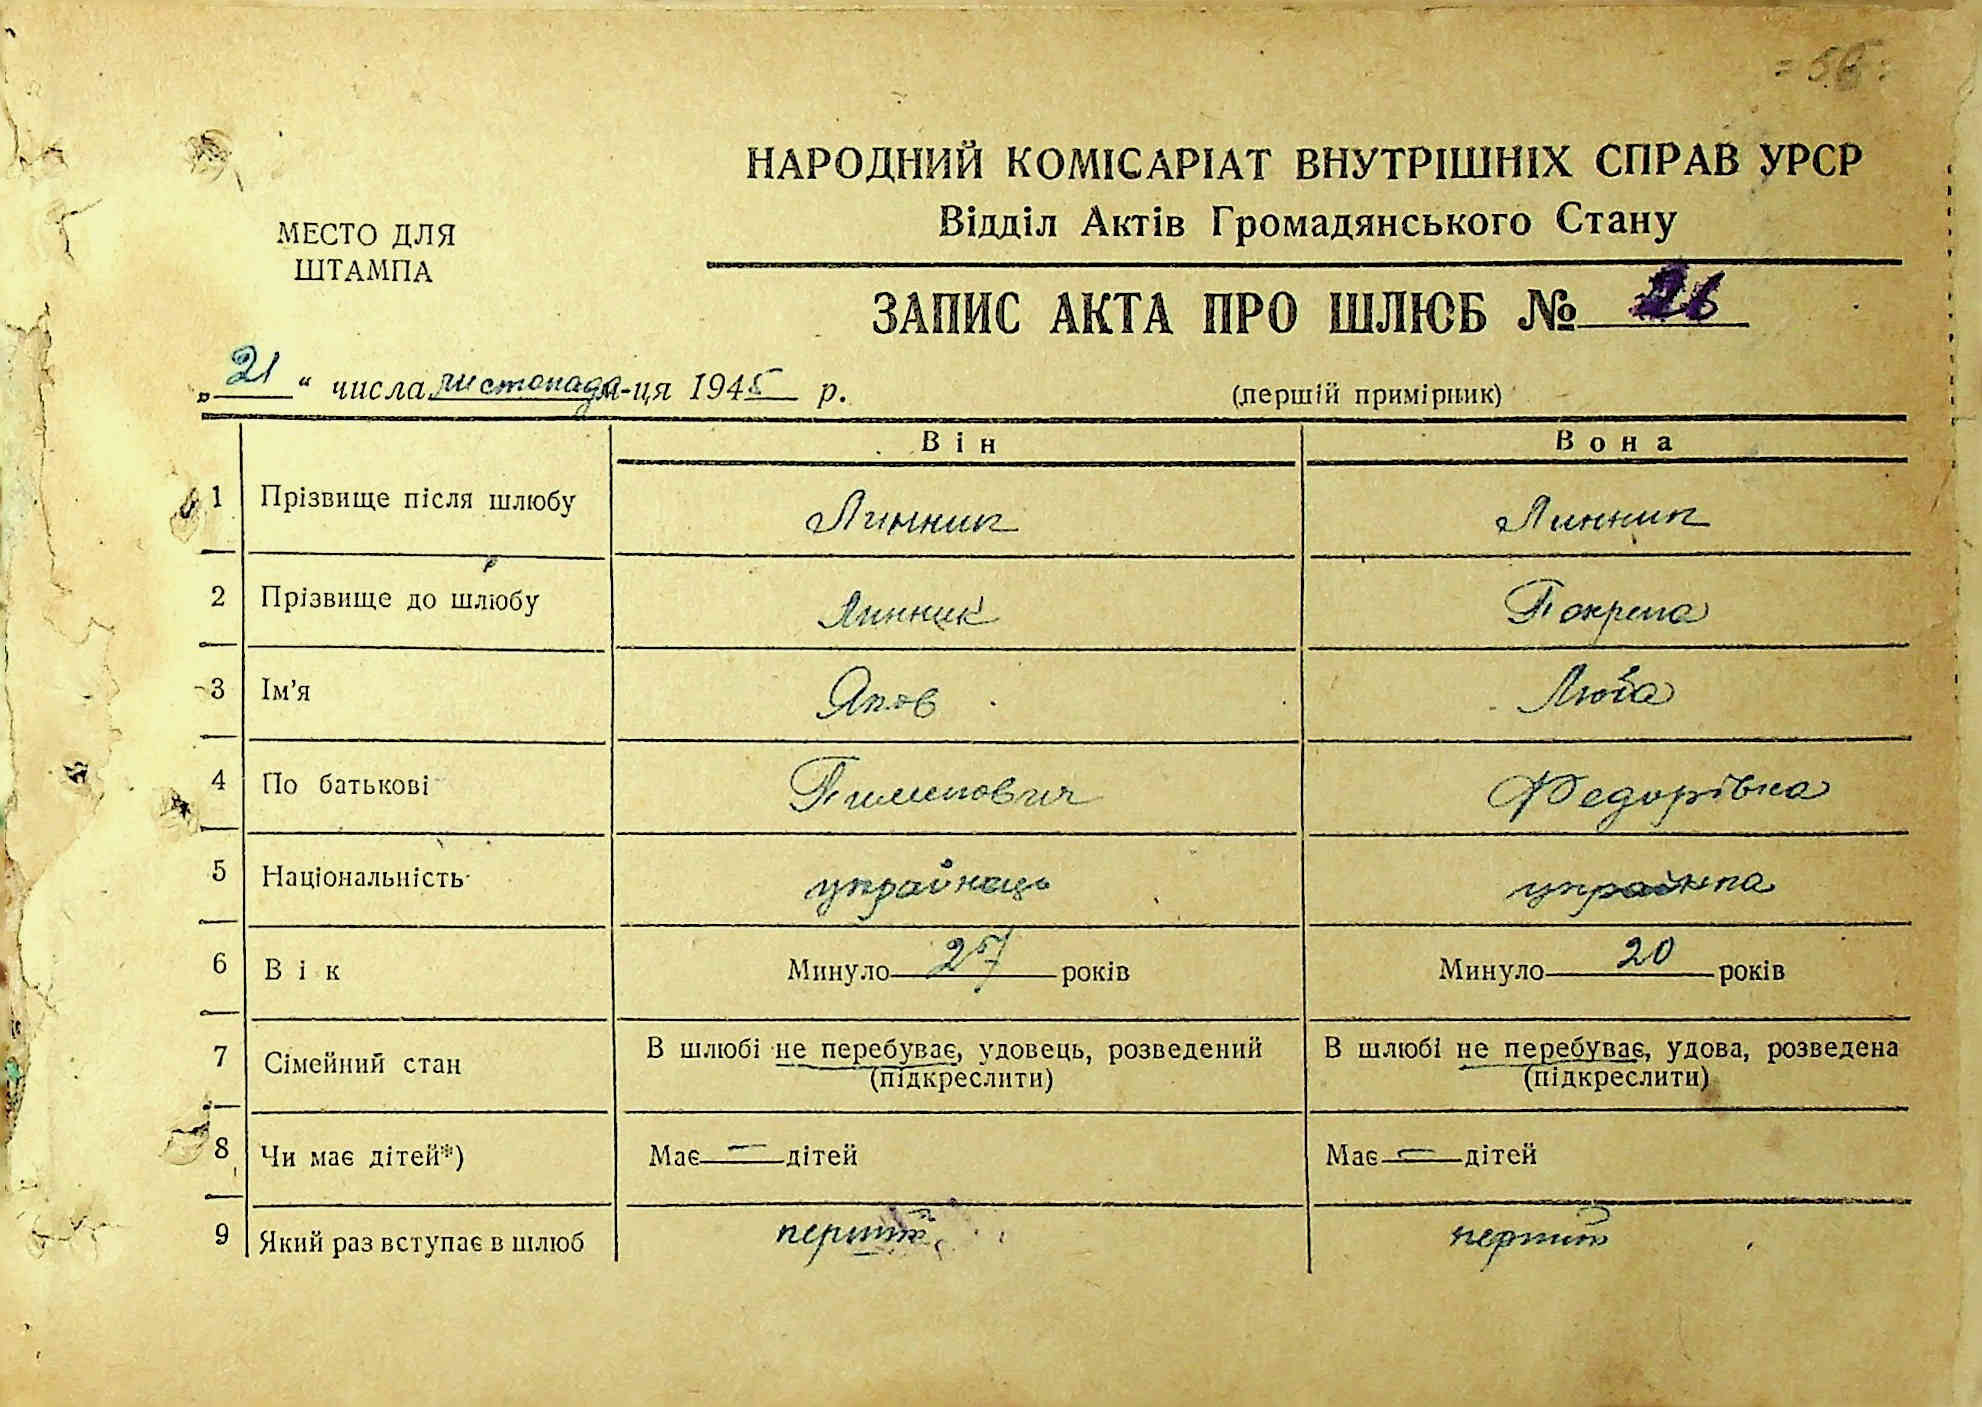 = 56 =
НАРОДНИЙ КОМІСАРІАТ ВНУТРІШНІХ СПРАВ УРСР
Відділ Актів Громадянського Стану
МЕСТО ДЛЯ
ШТАМПА
ЗАПИС АКТА ПРО ШЛЮБ № 26
„21“ числа листопада м-ця 1945 р.
(перший примірник)
Він Вона
1 Прізвище після шлюбу Линник Линник
2 Прізвище до шлюбу Линник
3 Ім'я Яков Люба
4 По батькові Федорівна
5 Національність українець українка
6 Вік Минуло 27 років Минуло 20 років
7 Сімейний стан В шлюбі не перебуває, удовець, розведений В шлюбі не перебуває, удова, розведена
(підкреслити) (підкреслити)
8 Чи має дітей*) Має — дітей Має — дітей
9 Який раз вступає в шлюб перший перший